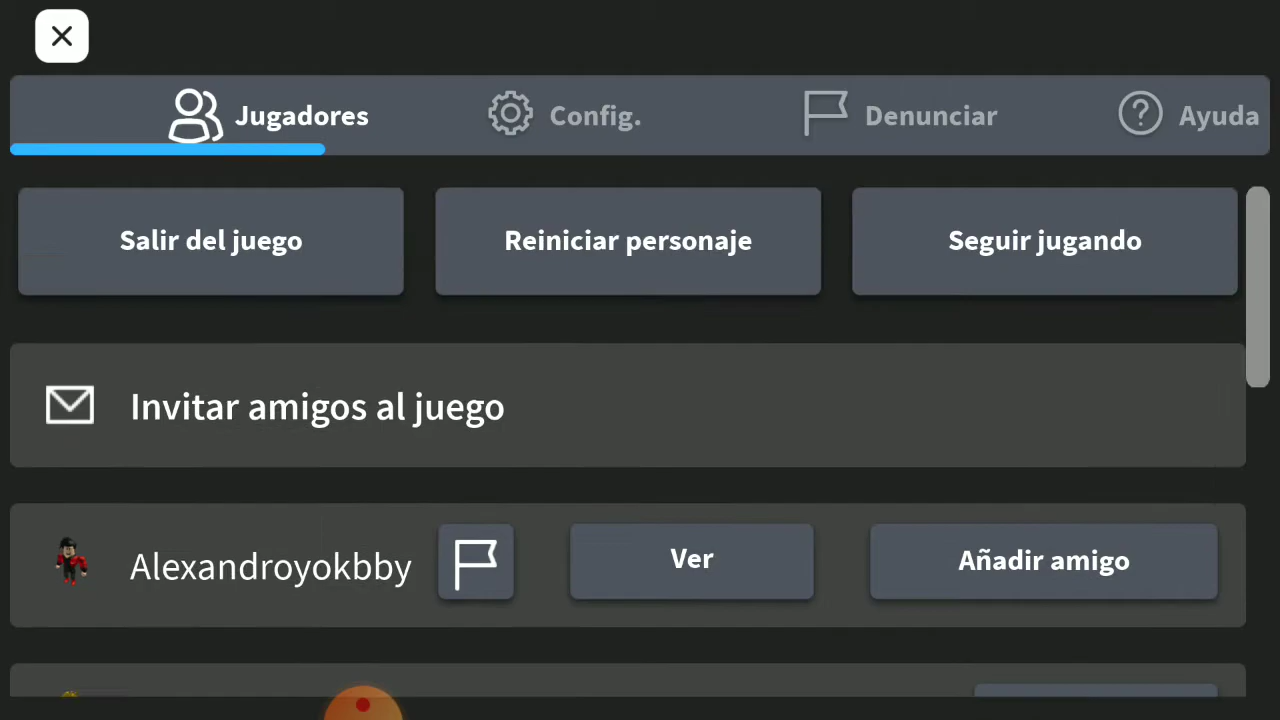 Jugadores
Config.
Denunciar
Ayuda
Salir del juego
Reiniciar personaje
Seguir jugando
Invitar amigos al juego
Alexandroyokbby
Ver
Añadir amigo